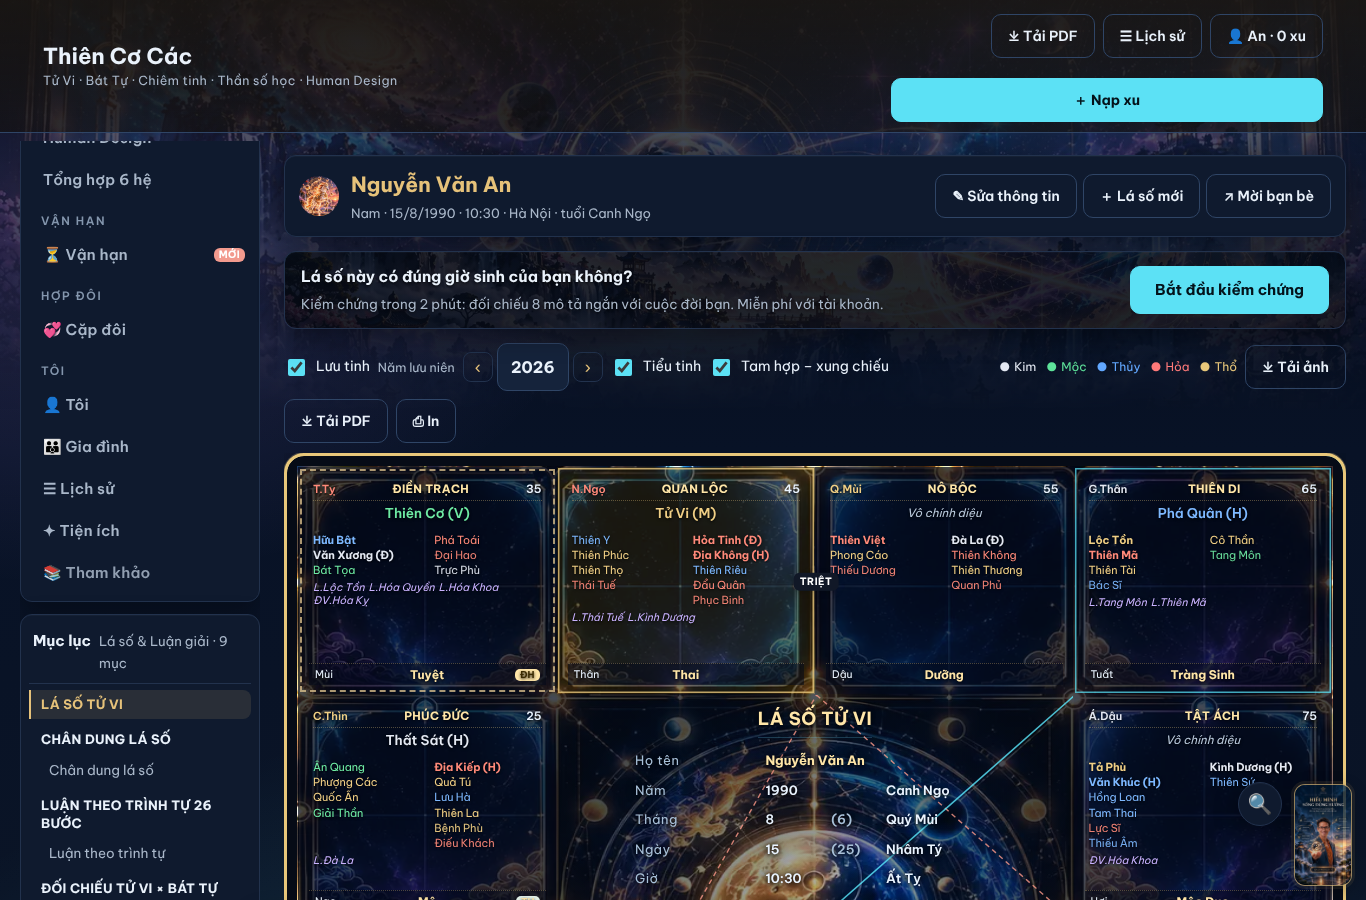 Thiên Cơ Các
Tử Vi · Bát Tự · Chiêm tinh · Thần số học · Human Design
Tải PDF
Lịch sử
An · 0 xu
+ Nạp xu
Human Design
Tổng hợp 6 hệ
VẬN HẠN
Vận hạn
MỚI
HỢP ĐÔI
Cặp đôi
TÔI
Tôi
Gia đình
Lịch sử
Tiện ích
Tham khảo
Mục lục Lá số & Luận giải · 9
mục
LÁ SỐ TỬ VI
CHÂN DUNG LÁ SỐ
Chân dung lá số
LUẬN THEO TRÌNH TỰ 26
BƯỚC
Luận theo trình tự
ĐỐI CHIẾU TỬ VI × BÁT TỰ
Nguyễn Văn An
Nam · 15/8/1990 · 10:30 · Hà Nội · tuổi Canh Ngọ
Sửa thông tin
+ Lá số mới
Mời bạn bè
Lá số này có đúng giờ sinh của bạn không?
Kiểm chứng trong 2 phút: đối chiếu 8 mô tả ngắn với cuộc đời bạn. Miễn phí với tài khoản.
Bắt đầu kiểm chứng
Lưu tinh Năm lưu niên ‹ 2026 › Tiểu tinh Tam hợp – xung chiếu
Kim Mộc Thủy Hỏa Thổ
Tải ảnh
Tải PDF
In
T.Tỵ ĐIỀN TRẠCH 35
Thiên Cơ (V)
Hữu Bật
Văn Xương (Đ)
Bát Tọa
Phá Toái
Đại Hao
Trực Phù
L.Lộc Tồn L.Hóa Quyền L.Hóa Khoa
ĐV.Hóa Kỵ
Mùi Tuyệt ĐH
N.Ngọ QUAN LỘC 45
Tử Vi (M)
Thiên Y
Thiên Phúc
Thiên Thọ
Thái Tuế
Hỏa Tinh (Đ)
Địa Không (H)
Thiên Riêu
Đẩu Quân
Phục Binh
L.Thái Tuế L.Kình Dương
Thân Thai
TRIỆT
Q.Mùi NÔ BỘC 55
Vô chính diệu
Thiên Việt
Phong Cáo
Thiếu Dương
Đà La (Đ)
Thiên Không
Thiên Thương
Quan Phủ
Dậu Dưỡng
G.Thân THIÊN DI 65
Phá Quân (H)
Lộc Tồn
Thiên Mã
Thiên Tài
Bác Sĩ
Cô Thần
Tang Môn
L.Tang Môn L.Thiên Mã
Tuất Tràng Sinh
C.Thìn PHÚC ĐỨC 25
Thất Sát (H)
Ân Quang
Phượng Các
Quốc Ấn
Giải Thần
Địa Kiếp (H)
Quả Tú
Lưu Hà
Thiên La
Bệnh Phù
Điếu Khách
L.Đà La
LÁ SỐ TỬ VI
Họ tên Nguyễn Văn An
Năm 1990 Canh Ngọ
Tháng 8 (6) Quý Mùi
Ngày 15 (25) Nhâm Tý
Giờ 10:30 Ất Tỵ
Á.Dậu TẬT ÁCH 75
Vô chính diệu
Tả Phù
Văn Khúc (H)
Hồng Loan
Tam Thai
Lực Sĩ
Thiếu Âm
Kình Dương (H)
Thiên Sứ
ĐV.Hóa Khoa